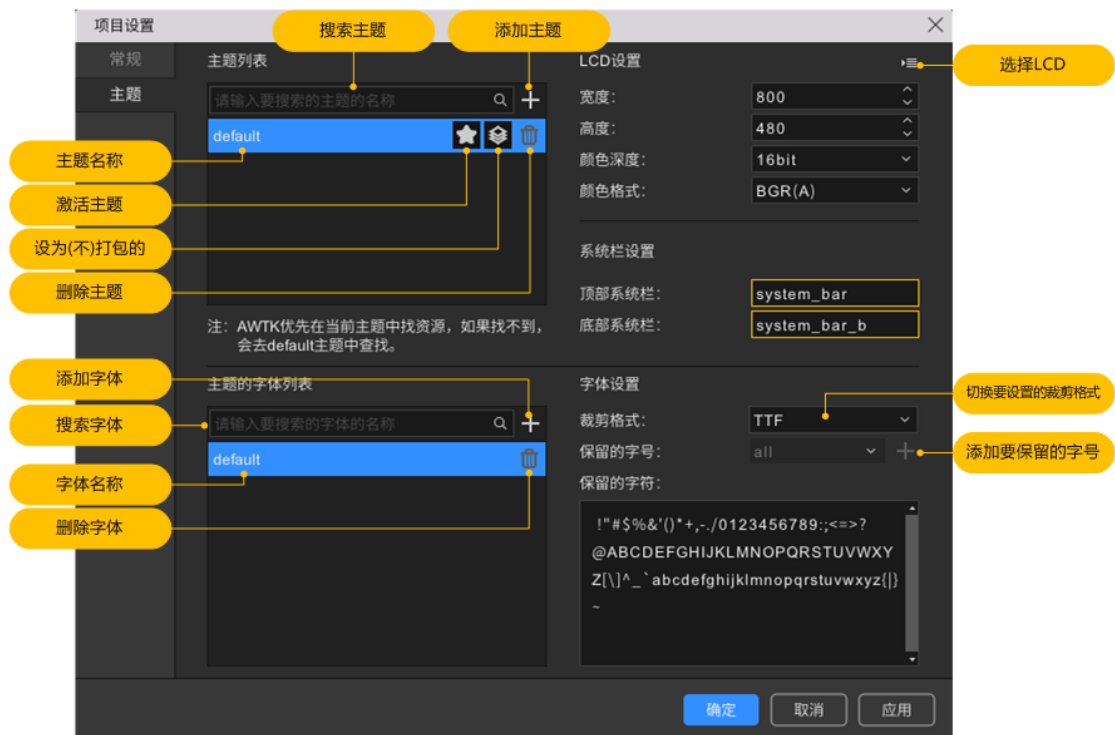 项目设置
搜索主题
添加主题
常规
主题列表
LCD设置
选择LCD
主题
请输入要搜索的主题的名称
宽度:
800
default
高度:
480
主题名称
颜色深度:
16bit
激活主题
颜色格式:
BGR(A)
设为(不)打包的
系统栏设置
删除主题
顶部系统栏:
system_bar
注: AWTK优先在当前主题中找资源，如果找不到，
会去default主题中查找。
底部系统栏:
system_bar_b
添加字体
主题的字体列表
字体设置
切换要设置的裁剪格式
搜索字体
请输入要搜索的字体的名称
裁剪格式:
TTF
default
保留的字号:
all
添加要保留的字号
字体名称
保留的字符:
删除字体
!"#$%&'()*+,-./0123456789:;<=>?
@ABCDEFGHIJKLMNOPQRSTUVWXY
Z[\]^_`abcdefghijklmnopqrstuvwxyz{|}
~
确定
取消
应用